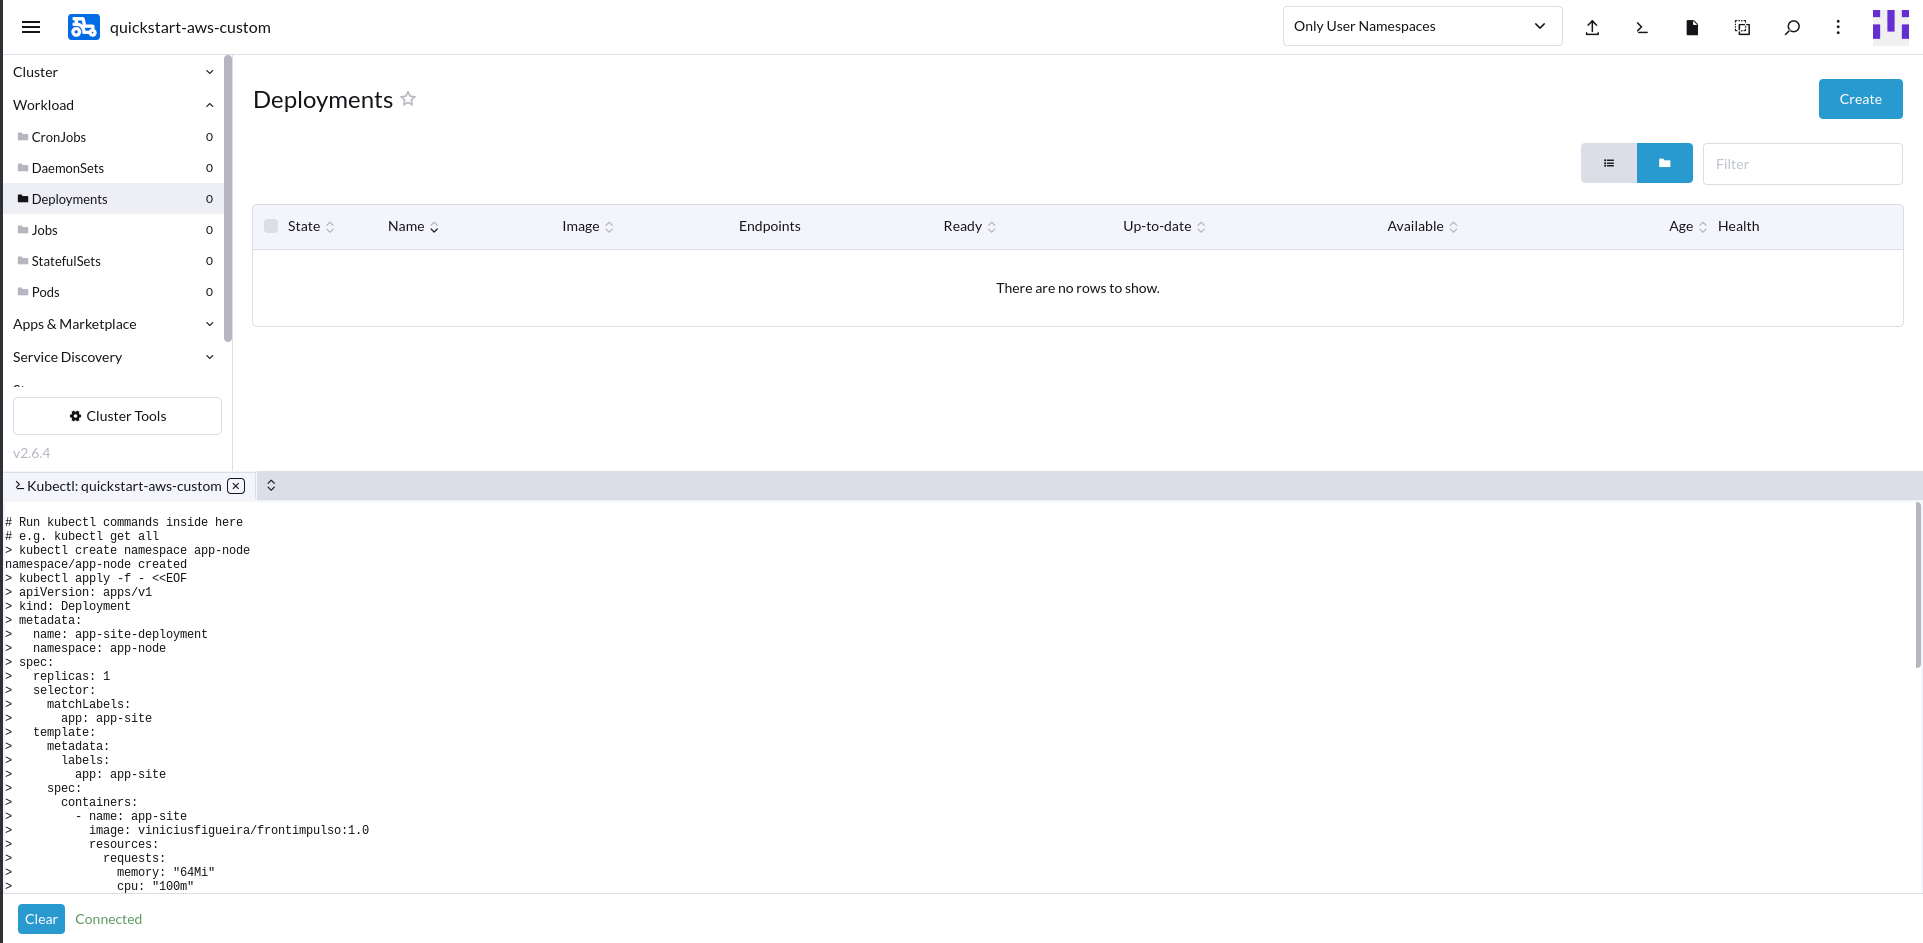 quickstart-aws-custom
Only User Namespaces
Cluster
Workload
CronJobs 0
DaemonSets 0
Deployments 0
Jobs 0
StatefulSets 0
Pods 0
Apps & Marketplace
Service Discovery
Cluster Tools
v2.6.4
Deployments
Create
Filter
State Name Image Endpoints Ready Up-to-date Available Age Health
There are no rows to show.
Kubectl: quickstart-aws-custom
# Run kubectl commands inside here
# e.g. kubectl get all
> kubectl create namespace app-node
namespace/app-node created
> kubectl apply -f - <<EOF
> apiVersion: apps/v1
> kind: Deployment
> metadata:
>   name: app-site-deployment
>   namespace: app-node
> spec:
>   replicas: 1
>   selector:
>     matchLabels:
>       app: app-site
>   template:
>     metadata:
>       labels:
>         app: app-site
>     spec:
>       containers:
>         - name: app-site
>           image: viniciusfigueira/frontimpulso:1.0
>           resources:
>             requests:
>               memory: "64Mi"
>               cpu: "100m"
Clear
Connected